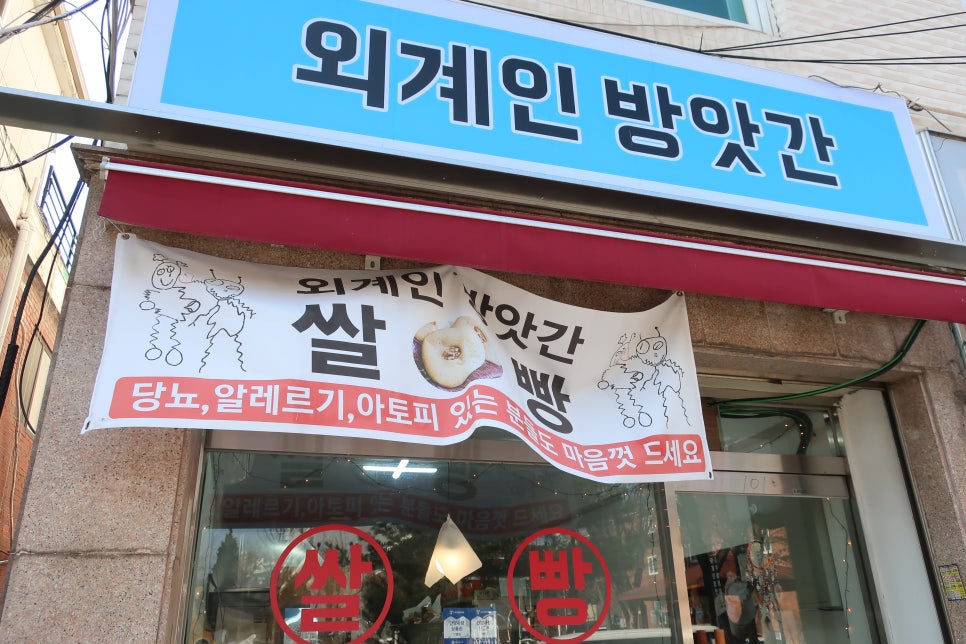 외계인 방앗간
외계인 방앗간
쌀 빵
당뇨,알레르기,아토피 있는 분들도 마음껏 드세요
101
쌀 빵